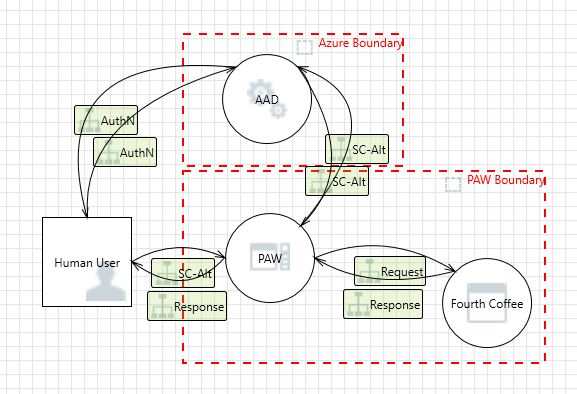 Azure Boundary
AAD
AuthN
AuthN
SC-Alt
SC-Alt
PAW Boundary
Human User
PAW
SC-Alt
Request
Response
Response
Fourth Coffee